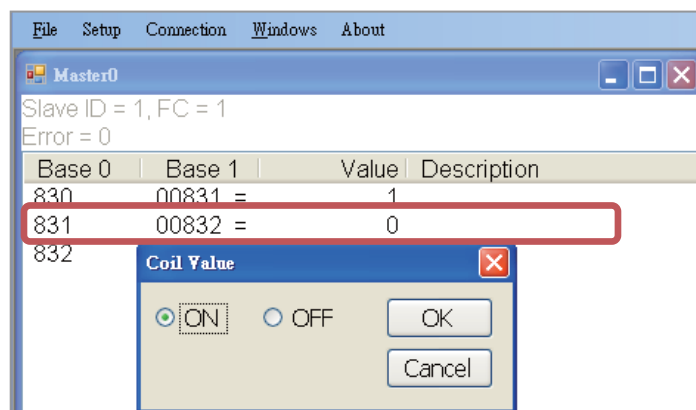 File Setup Connection Windows About
Master0
Slave ID = 1, FC = 1
Error = 0
Base 0 Base 1 Value Description
830 00831 = 1
831 00832 = 0
832
Coil Value
ON OFF OK
Cancel